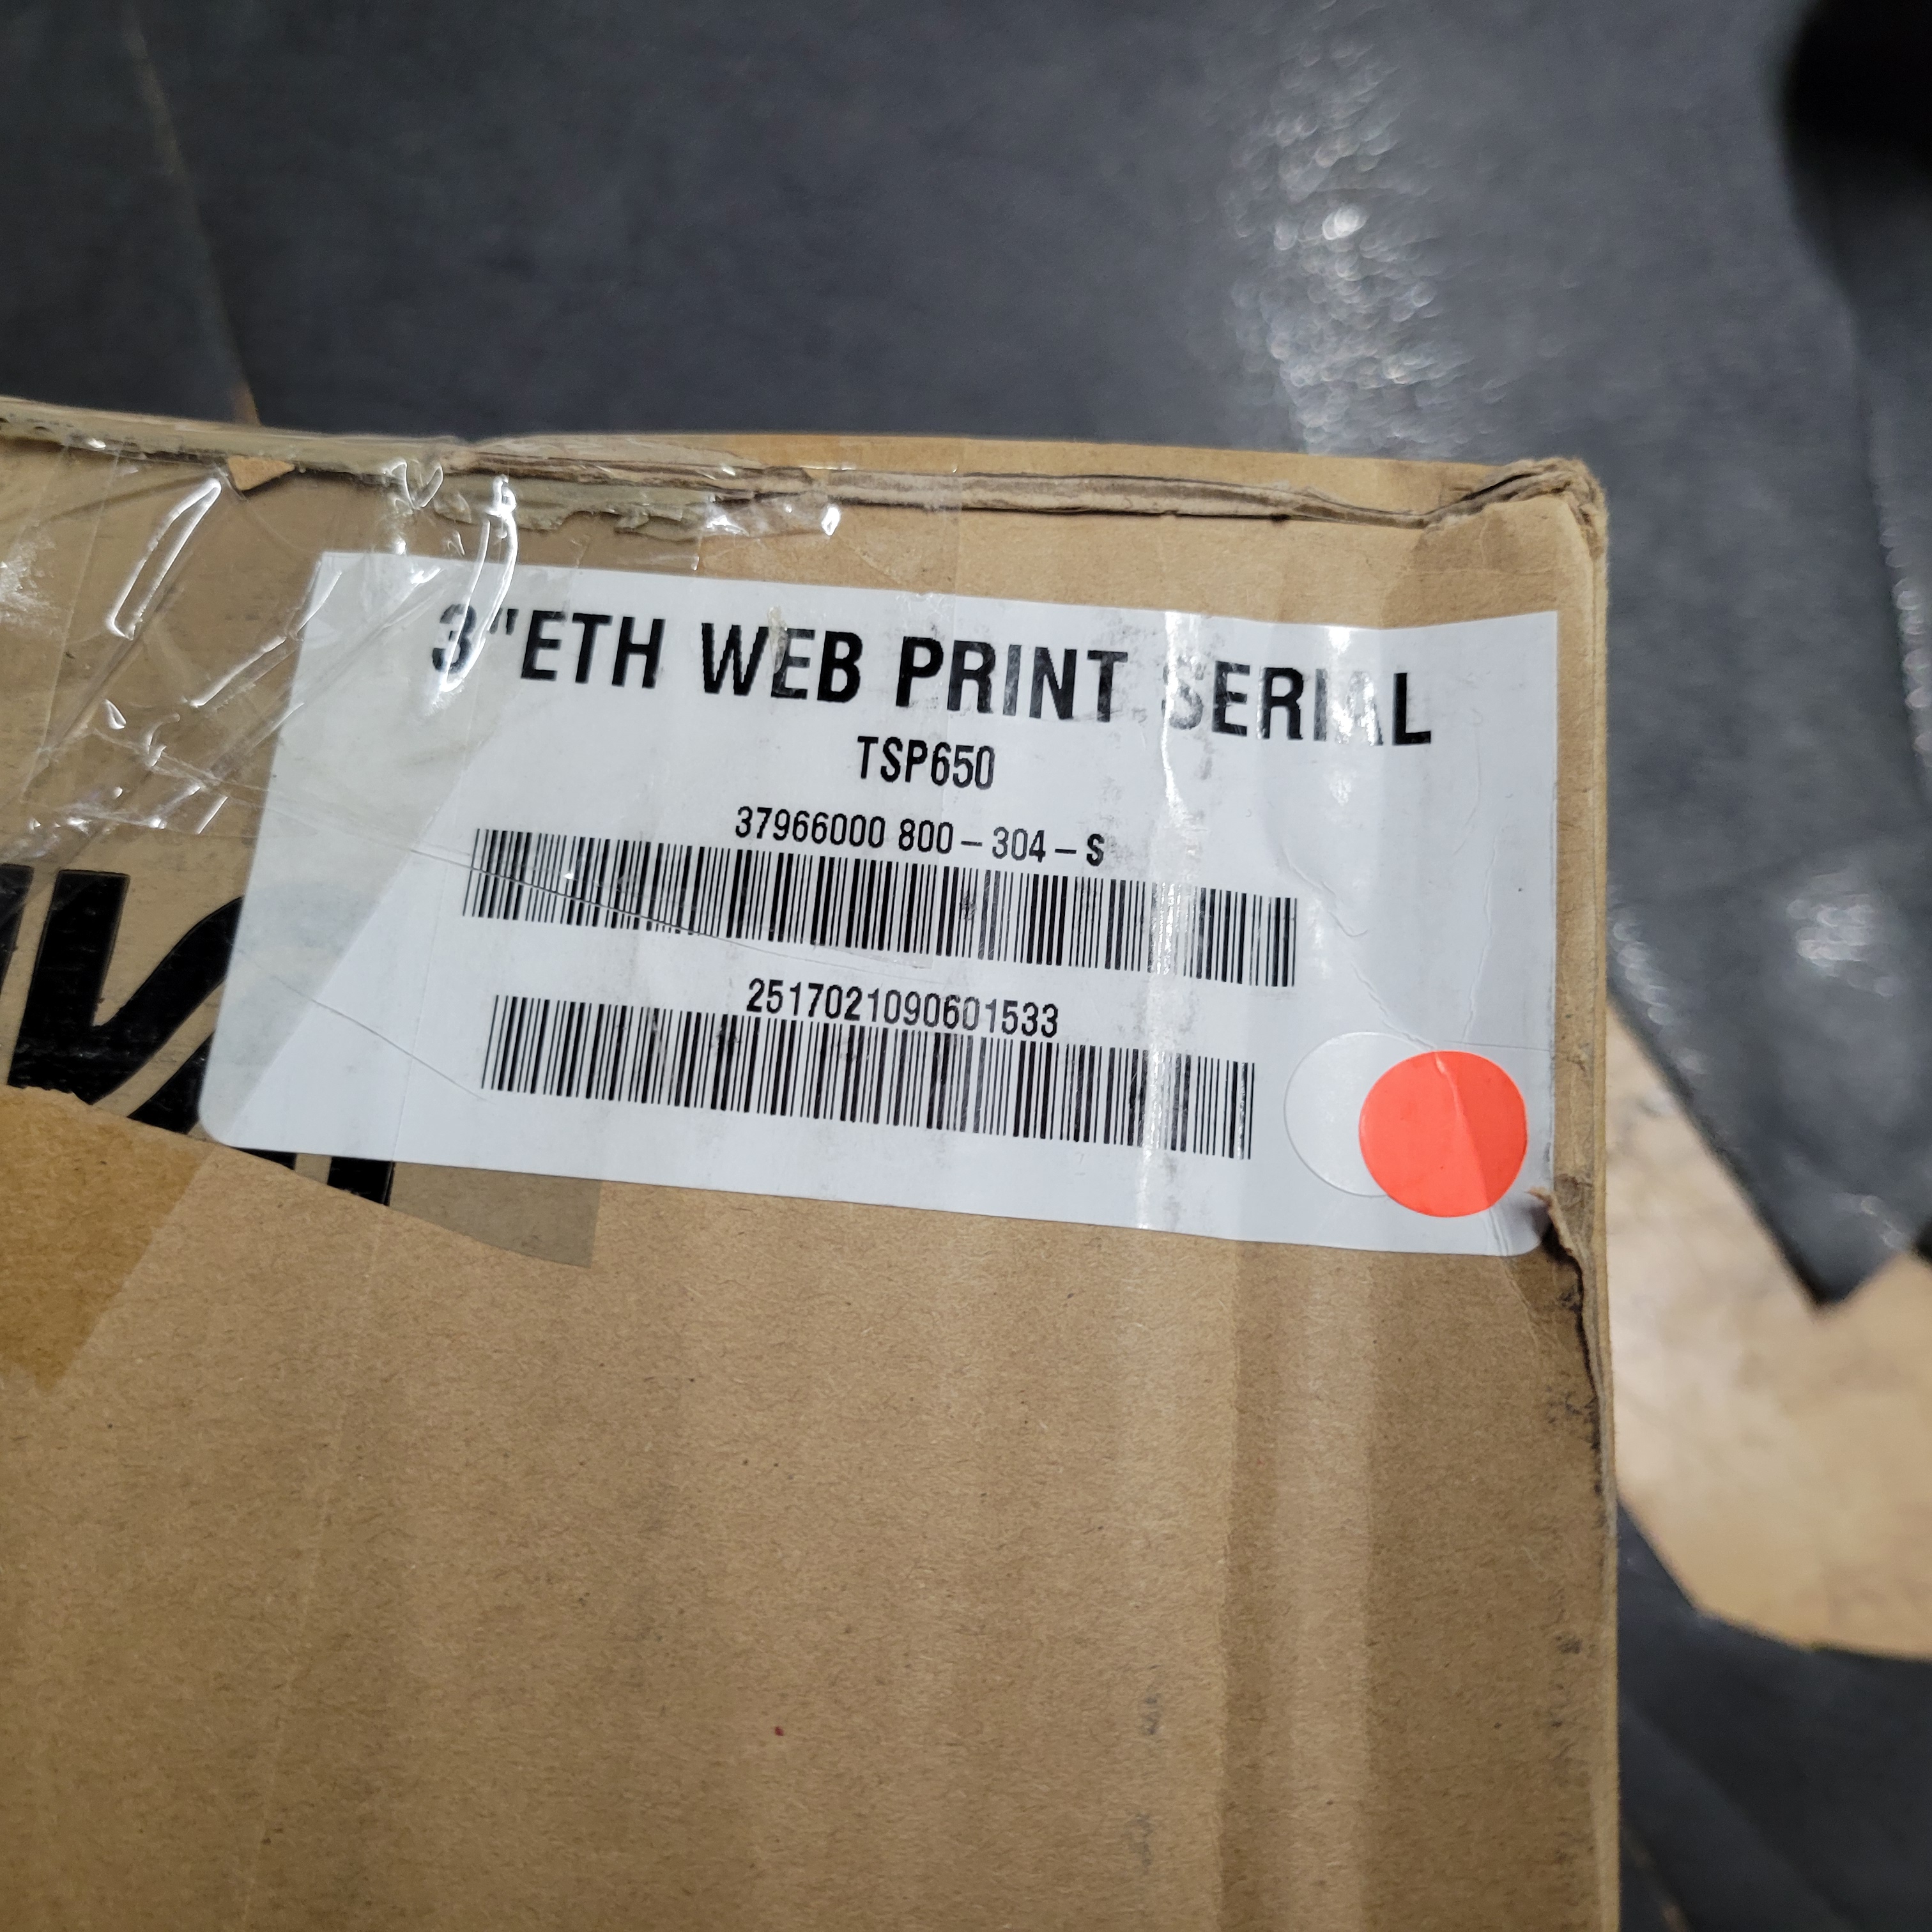 3"ETH WEB PRINT SERIAL
TSP650
37966000 800-304-S
2517021090601533